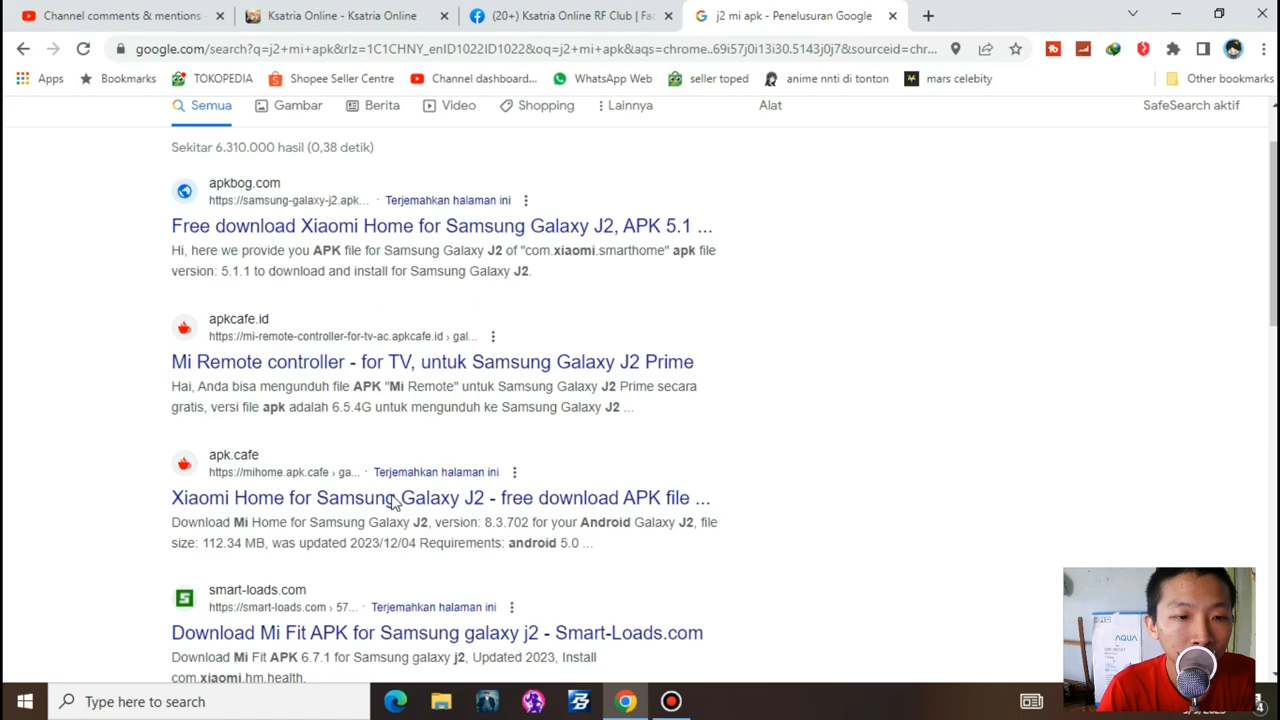 Channel comments & mentions -
Ksatria Online - Ksatria Online
(20+) Ksatria Online RF Club | Fac
j2 mi apk - Penelusuran Google
google.com/search?q=j2+mi+apk&rlz=1C1CHNY_enID1022ID1022&oq=j2+mi+apk&aqs=chrome..69i57j0i13i30.5143j0j7&sourceid=chr...
Apps
Bookmarks
TOKOPEDIA
Shopee Seller Centre
Channel dashboard...
WhatsApp Web
seller toped
anime nnti di tonton
mars celebity
Other bookmarks
Semua
Gambar
Berita
Video
Shopping
Lainnya
Alat
SafeSearch aktif
Sekitar 6.310.000 hasil (0,38 detik)
apkbog.com
https://samsung-galaxy-j2.apk... · Terjemahkan halaman ini
Free download Xiaomi Home for Samsung Galaxy J2, APK 5.1 ...
Hi, here we provide you APK file for Samsung Galaxy J2 of "com.xiaomi.smarthome" apk file
version: 5.1.1 to download and install for Samsung Galaxy J2.
apkcafe.id
https://mi-remote-controller-for-tv-ac.apkcafe.id › gal...
Mi Remote controller - for TV, untuk Samsung Galaxy J2 Prime
Hai, Anda bisa mengunduh file APK "Mi Remote" untuk Samsung Galaxy J2 Prime secara
gratis, versi file apk adalah 6.5.4G untuk mengunduh ke Samsung Galaxy J2 ...
apk.cafe
https://mihome.apk.cafe › ga... · Terjemahkan halaman ini
Xiaomi Home for Samsung Galaxy J2 - free download APK file ...
Download Mi Home for Samsung Galaxy J2, version: 8.3.702 for your Android Galaxy J2, file
size: 112.34 MB, was updated 2023/12/04 Requirements: android 5.0 ...
smart-loads.com
https://smart-loads.com › 57... · Terjemahkan halaman ini
Download Mi Fit APK for Samsung galaxy j2 - Smart-Loads.com
Download Mi Fit APK 6.7.1 for Samsung galaxy j2, Updated 2023, Install
com.xiaomi.hm.health.
AQUA
Type here to search
4